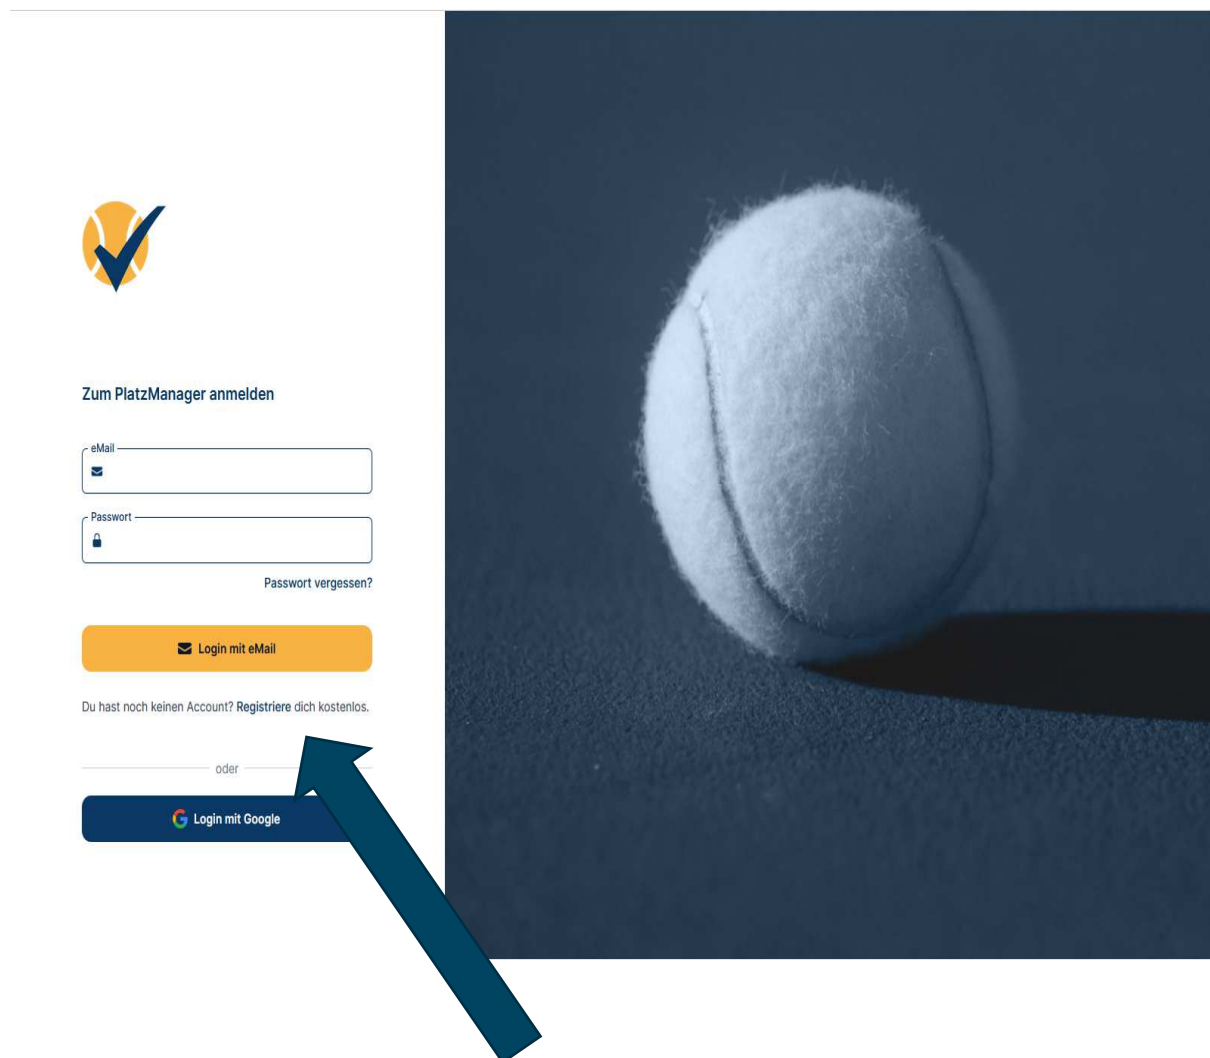 Zum PlatzManager anmelden
eMail
Passwort
Passwort vergessen?
Login mit eMail
Du hast noch keinen Account? Registriere dich kostenlos.
oder
Login mit Google